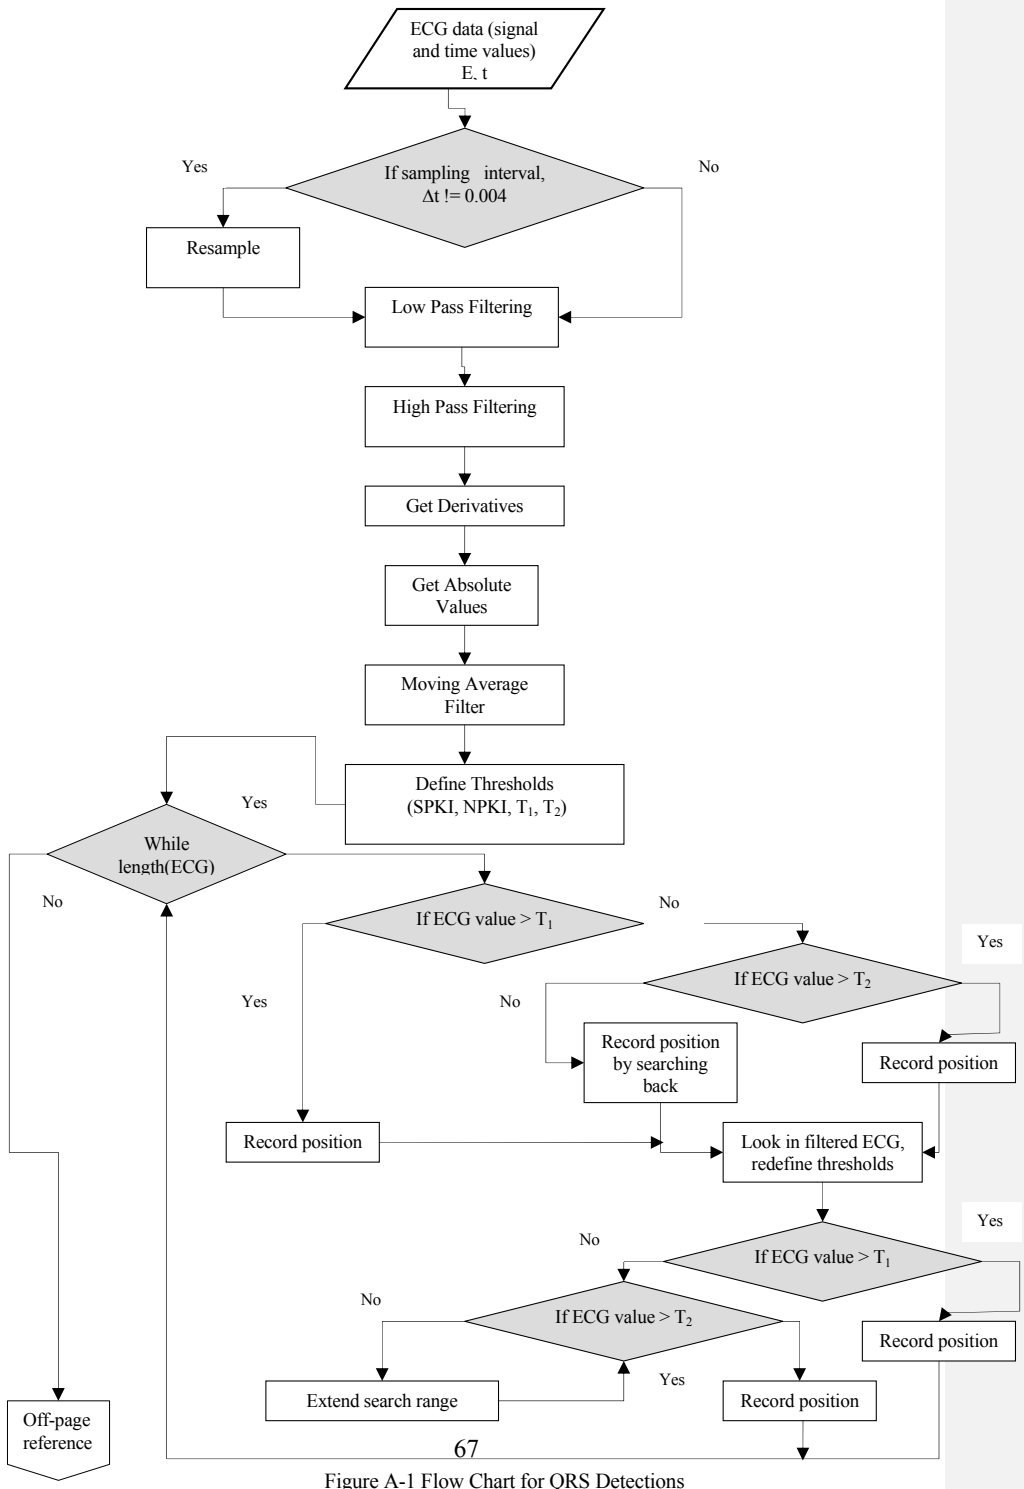 ECG data (signal
and time values)
E, t
Yes
If sampling interval,
Δt != 0.004
No
Resample
Low Pass Filtering
High Pass Filtering
Get Derivatives
Get Absolute
Values
Moving Average
Filter
Define Thresholds
(SPKI, NPKI, T₁, T₂)
Yes
While
length(ECG)
No
If ECG value > T₁
No
Yes
If ECG value > T₂
Yes
No
Record position
by searching
back
Record position
Record position
Look in filtered ECG,
redefine thresholds
Yes
If ECG value > T₁
No
If ECG value > T₂
No
Record position
Yes
Extend search range
Record position
Off-page
reference
67
Figure A-1 Flow Chart for QRS Detections